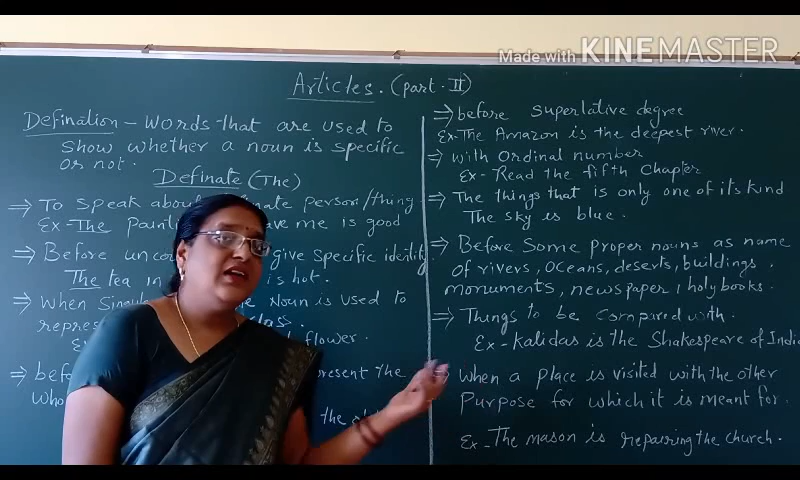 Made with KINEMASTER
Articles. (part-II)
Defination - Words that are used to
show whether a noun is specific
or not.
Definate (The)
⇒ To speak about person/thing
Ex- The me is good
⇒ Before give specific identity.
The tea in is hot.
⇒ When Noun is used to
class.
flower.
⇒ the
the
⇒ before superlative degree
Ex- The Amazon is the deepest river.
⇒ with ordinal number
Ex- Read the fifth Chapter
⇒ The things that is only one of its kind
The sky is blue.
⇒ Before some proper nouns as name
of rivers, oceans, deserts, buildings,
monuments, newspaper, holy books.
⇒ Things to be compared with.
Ex- Kalidas is the Shakespeare of India
⇒ When a place is visited with the other
Purpose for which it is meant for.
Ex- The mason is repairing the church.